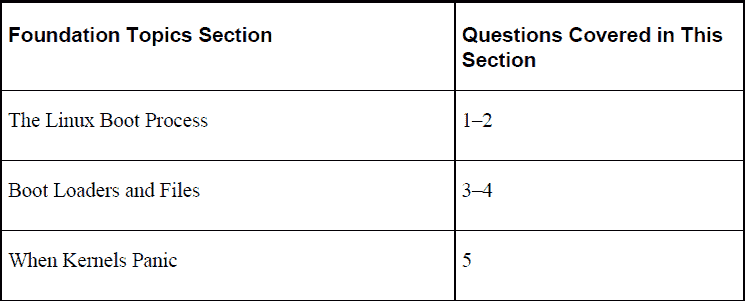 Foundation Topics Section
Questions Covered in This
Section
The Linux Boot Process
1–2
Boot Loaders and Files
3–4
When Kernels Panic
5